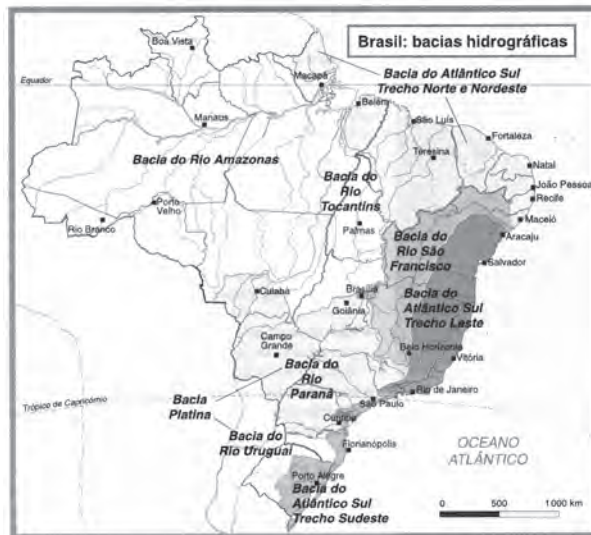 Brasil: bacias hidrográficas
Boa Vista
Equador
Macapá
Bacia do Atlântico Sul
Trecho Norte e Nordeste
Belém
Manaus
São Luís
Fortaleza
Teresina
Bacia do Rio Amazonas
Bacia do
Rio
Tocantins
Natal
João Pessoa
Recife
Porto
Velho
Rio Branco
Palmas
Maceió
Aracaju
Bacia do
Rio São
Francisco
Salvador
Cuiabá
Brasília
Goiânia
Bacia do
Atlântico Sul
Trecho Leste
Campo
Grande
Belo Horizonte
Vitória
Bacia do
Rio
Paraná
Rio de Janeiro
São Paulo
Trópico de Capricórnio
Bacia
Platina
Curitiba
Bacia do
Rio Uruguai
Florianópolis
OCEANO
ATLÂNTICO
Porto Alegre
Bacia do
Atlântico Sul
Trecho Sudeste
0 500 1000 km